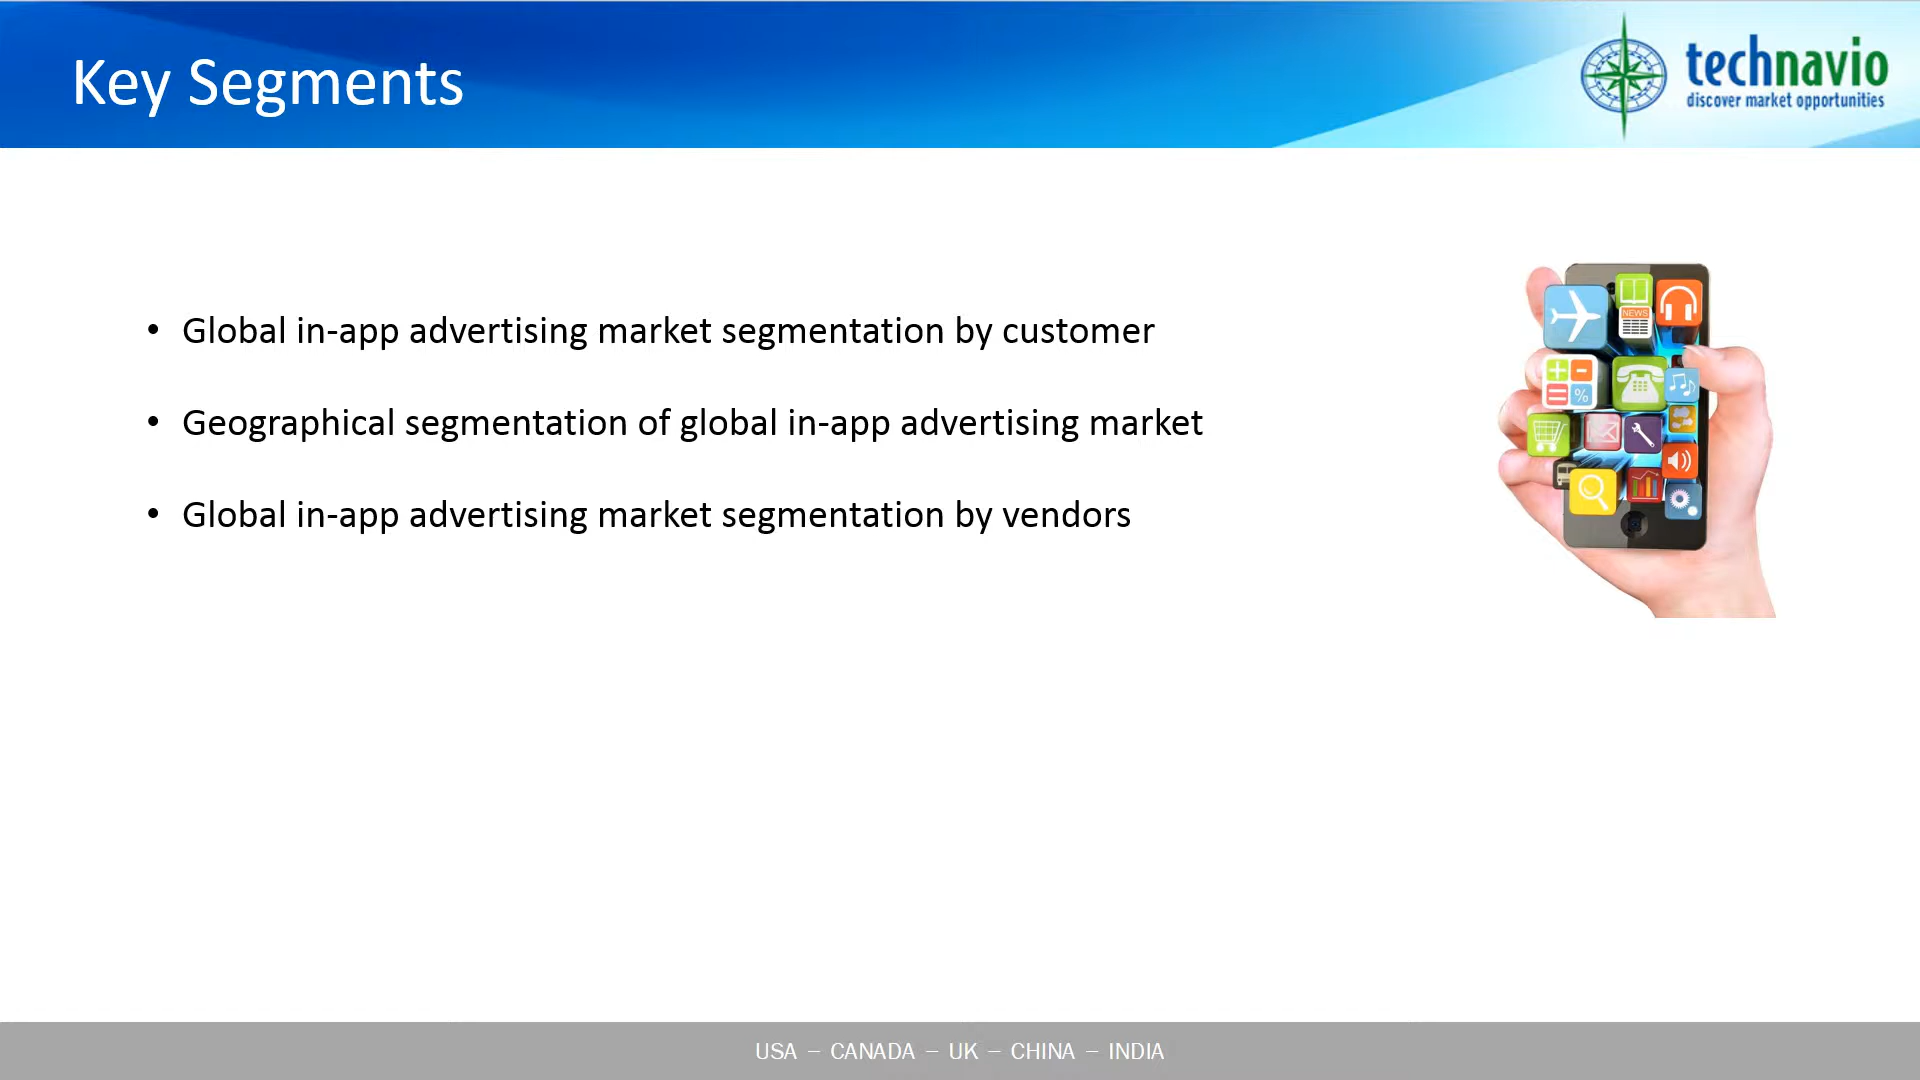 Key Segments
technavio
discover market opportunities
• Global in-app advertising market segmentation by customer
• Geographical segmentation of global in-app advertising market
• Global in-app advertising market segmentation by vendors
NEWS
%
USA – CANADA – UK – CHINA – INDIA